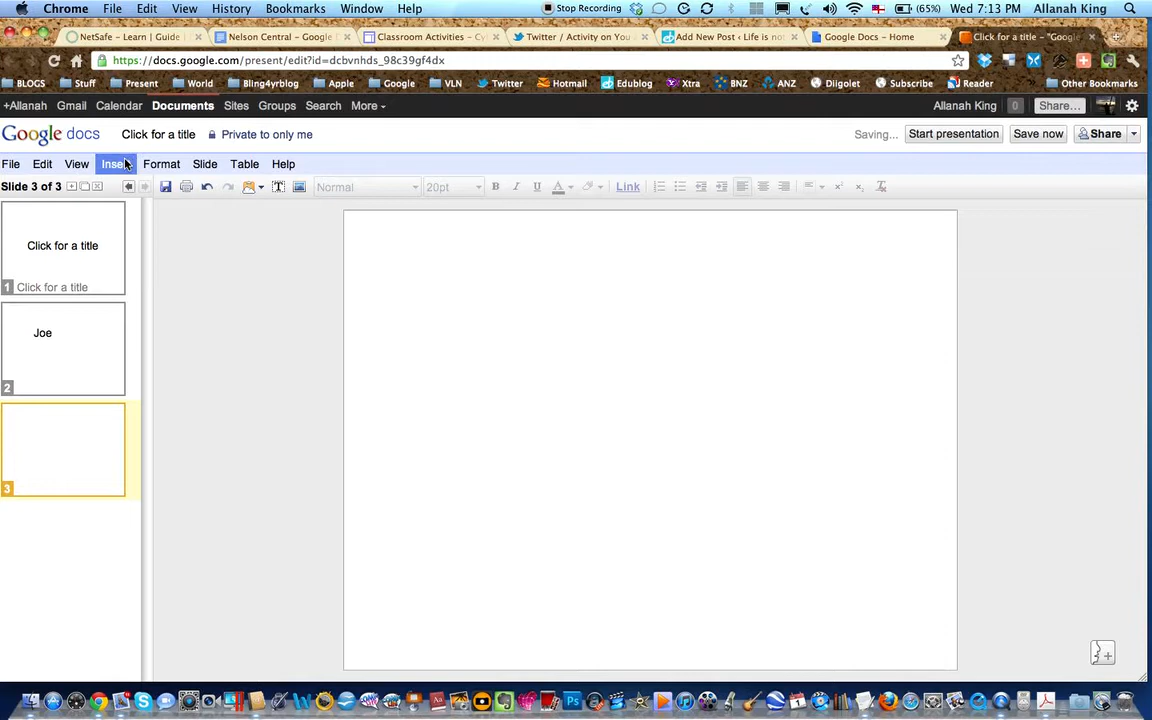 Chrome File Edit View History Bookmarks Window Help Stop Recording (65%) Wed 7:13 PM Allanah King
NetSafe – Learn | Guide Nelson Central – Google Classroom Activities – Cy Twitter / Activity on You Add New Post ‹ Life is not Google Docs – Home Click for a title – "Google
https://docs.google.com/present/edit?id=dcbvnhds_98c39gf4dx
BLOGS Stuff Present World Bling4yrblog Apple Google VLN Twitter Hotmail Edublog Xtra BNZ ANZ Diigolet Subscribe Reader Other Bookmarks
+Allanah Gmail Calendar Documents Sites Groups Search More Allanah King 0 Share...
Google docs Click for a title Private to only me Saving... Start presentation Save now Share
File Edit View Insert Format Slide Table Help
Slide 3 of 3 Normal 20pt B I U A Link
Click for a title
1 Click for a title
Joe
2
3